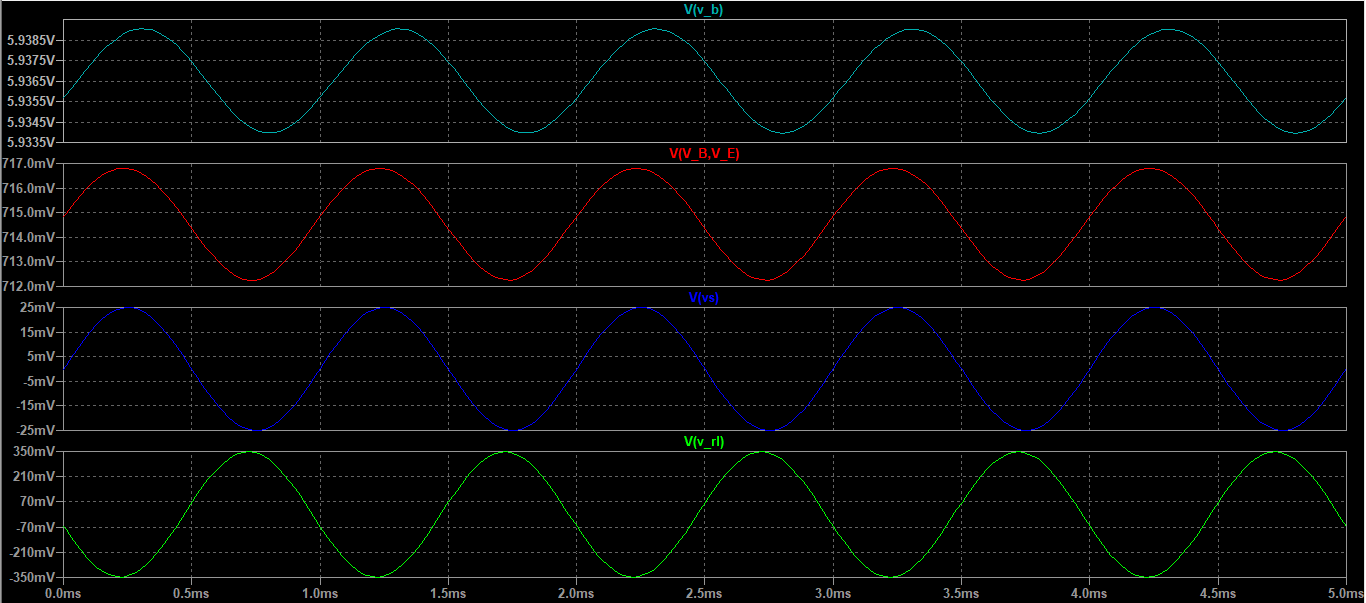 V(v_b)
5.9385V
5.9375V
5.9365V
5.9355V
5.9345V
5.9335V
V(V_B,V_E)
717.0mV
716.0mV
715.0mV
714.0mV
713.0mV
712.0mV
V(vs)
25mV
15mV
5mV
-5mV
-15mV
-25mV
V(v_rl)
350mV
210mV
70mV
-70mV
-210mV
-350mV
0.0ms 0.5ms 1.0ms 1.5ms 2.0ms 2.5ms 3.0ms 3.5ms 4.0ms 4.5ms 5.0ms